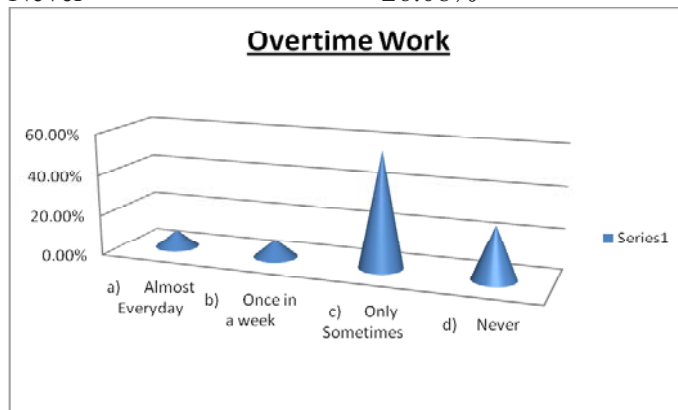 Overtime Work
60.00%
40.00%
20.00%
0.00%
a) Almost Everyday
b) Once in a week
c) Only Sometimes
d) Never
Series1